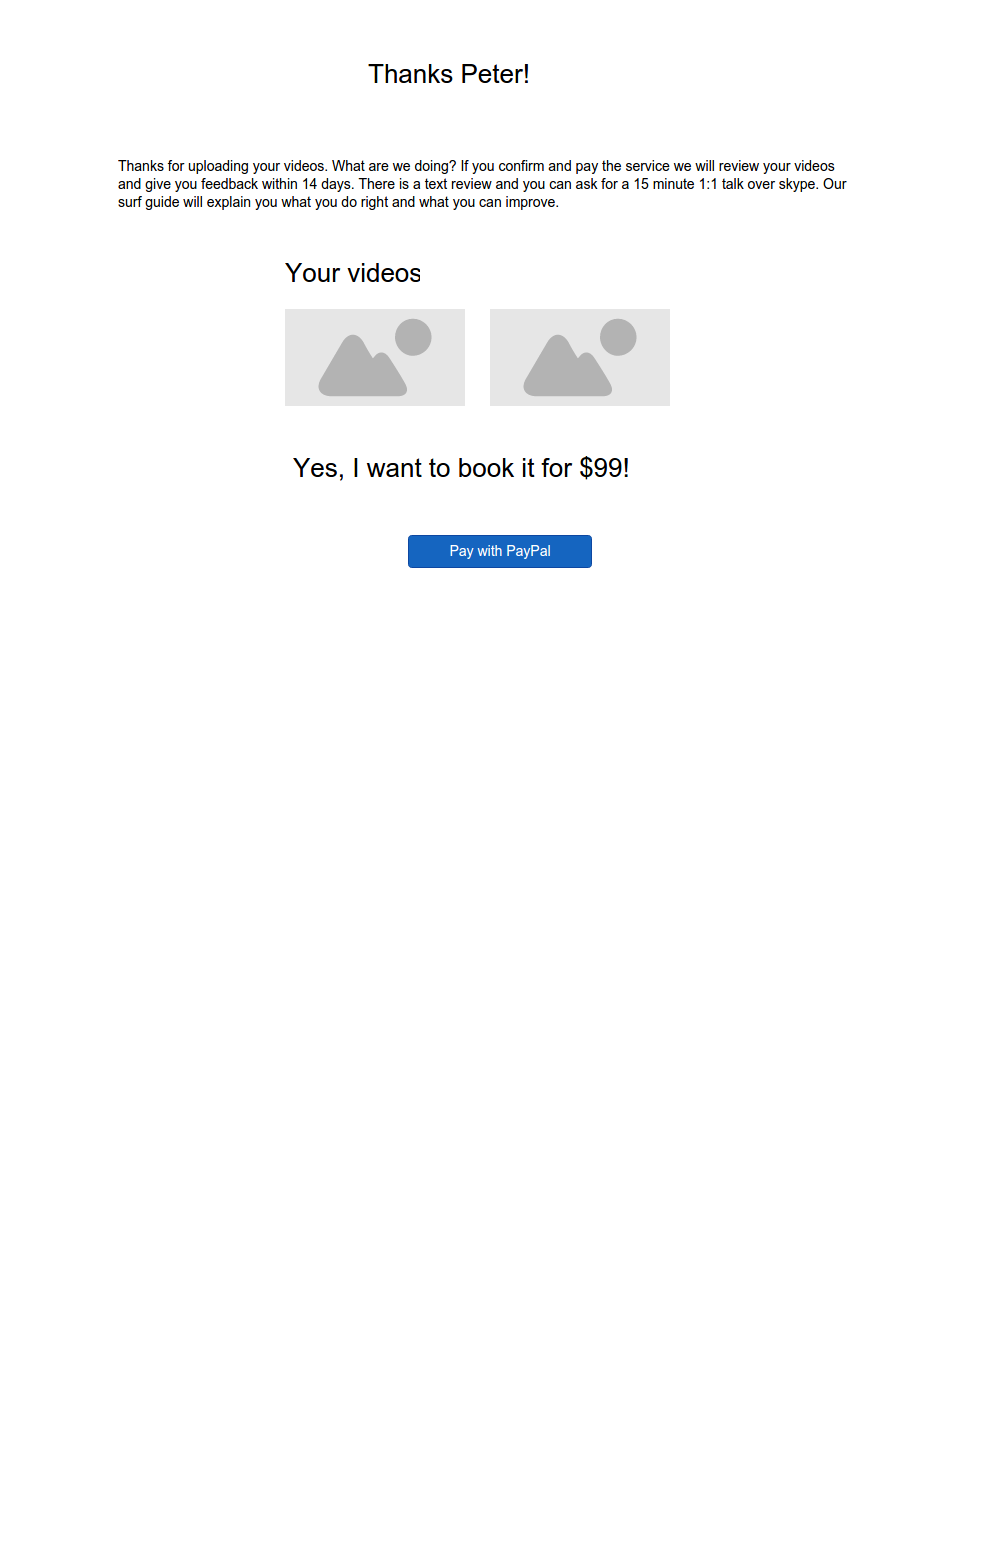 Thanks Peter!
Thanks for uploading your videos. What are we doing? If you confirm and pay the service we will review your videos
and give you feedback within 14 days. There is a text review and you can ask for a 15 minute 1:1 talk over skype. Our
surf guide will explain you what you do right and what you can improve.
Your videos
Yes, I want to book it for $99!
Pay with PayPal